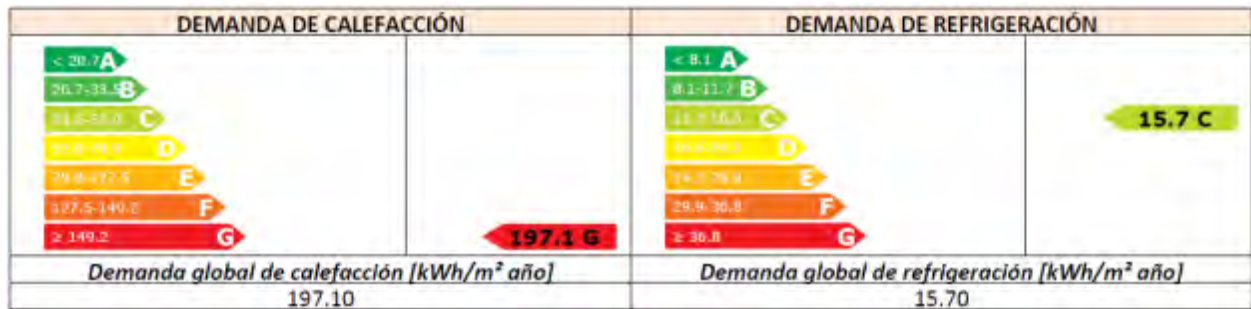 DEMANDA DE CALEFACCIÓN
< 20.7 A
B
C
D
E
127.5-149.2 F
≥ 149.2 G
197.1 G
Demanda global de calefacción [kWh/m² año]
197.10
DEMANDA DE REFRIGERACIÓN
< 8.1 A
8.1-11.7 B
C
D
E
29.9-36.8 F
≥ 36.8 G
15.7 C
Demanda global de refrigeración [kWh/m² año]
15.70